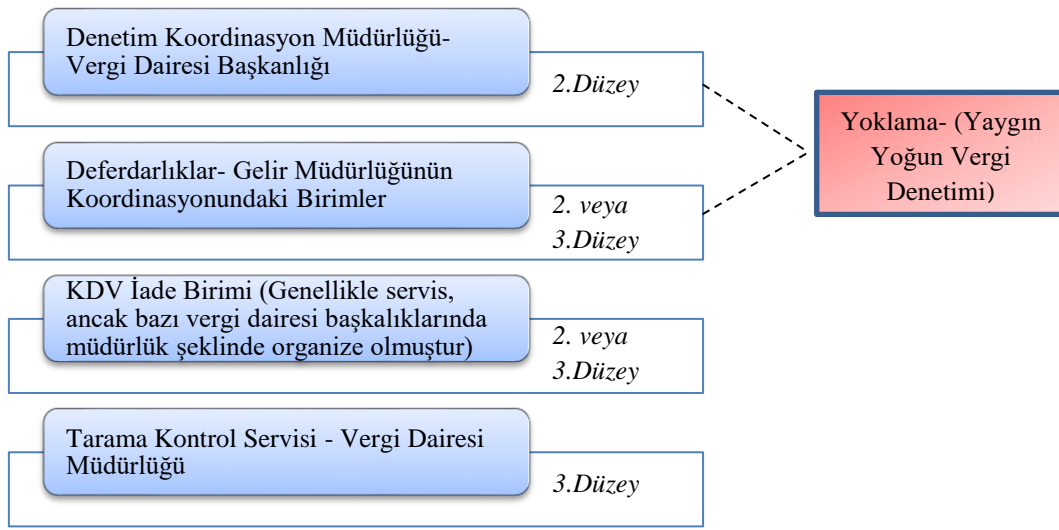 Denetim Koordinasyon Müdürlüğü-
Vergi Dairesi Başkanlığı
2.Düzey
Deferdarlıklar- Gelir Müdürlüğünün
Koordinasyonundaki Birimler
2. veya
3.Düzey
KDV İade Birimi (Genellikle servis,
ancak bazı vergi dairesi başkalıklarında
müdürlük şeklinde organize olmuştur)
2. veya
3.Düzey
Tarama Kontrol Servisi - Vergi Dairesi
Müdürlüğü
3.Düzey
Yoklama- (Yaygın
Yoğun Vergi
Denetimi)